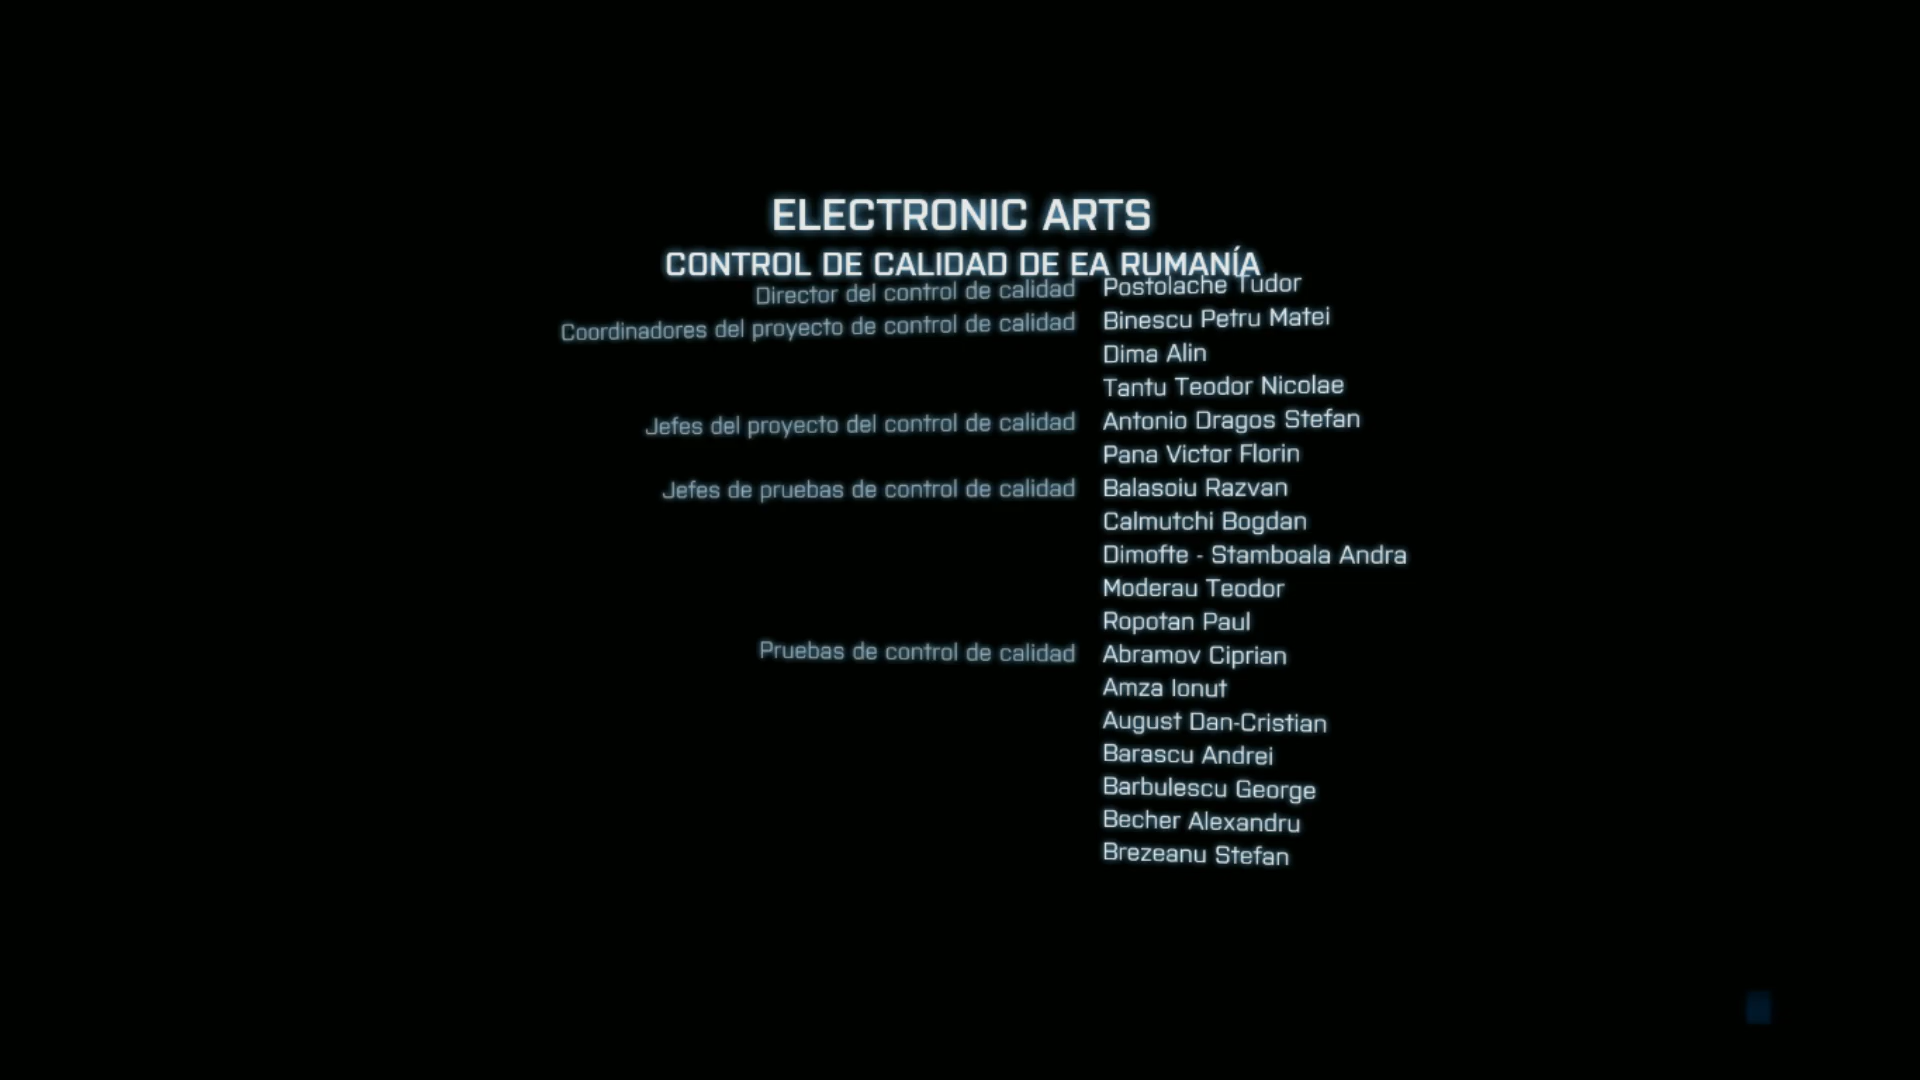 ELECTRONIC ARTS
CONTROL DE CALIDAD DE EA RUMANÍA
Director del control de calidad Postolache Tudor
Coordinadores del proyecto de control de calidad Binescu Petru Matei
Dima Alin
Tantu Teodor Nicolae
Jefes del proyecto del control de calidad Antonio Dragos Stefan
Pana Victor Florin
Jefes de pruebas de control de calidad Balasoiu Razvan
Calmutchi Bogdan
Dimofte - Stamboala Andra
Moderau Teodor
Ropotan Paul
Pruebas de control de calidad Abramov Ciprian
Amza Ionut
August Dan-Cristian
Barascu Andrei
Barbulescu George
Becher Alexandru
Brezeanu Stefan